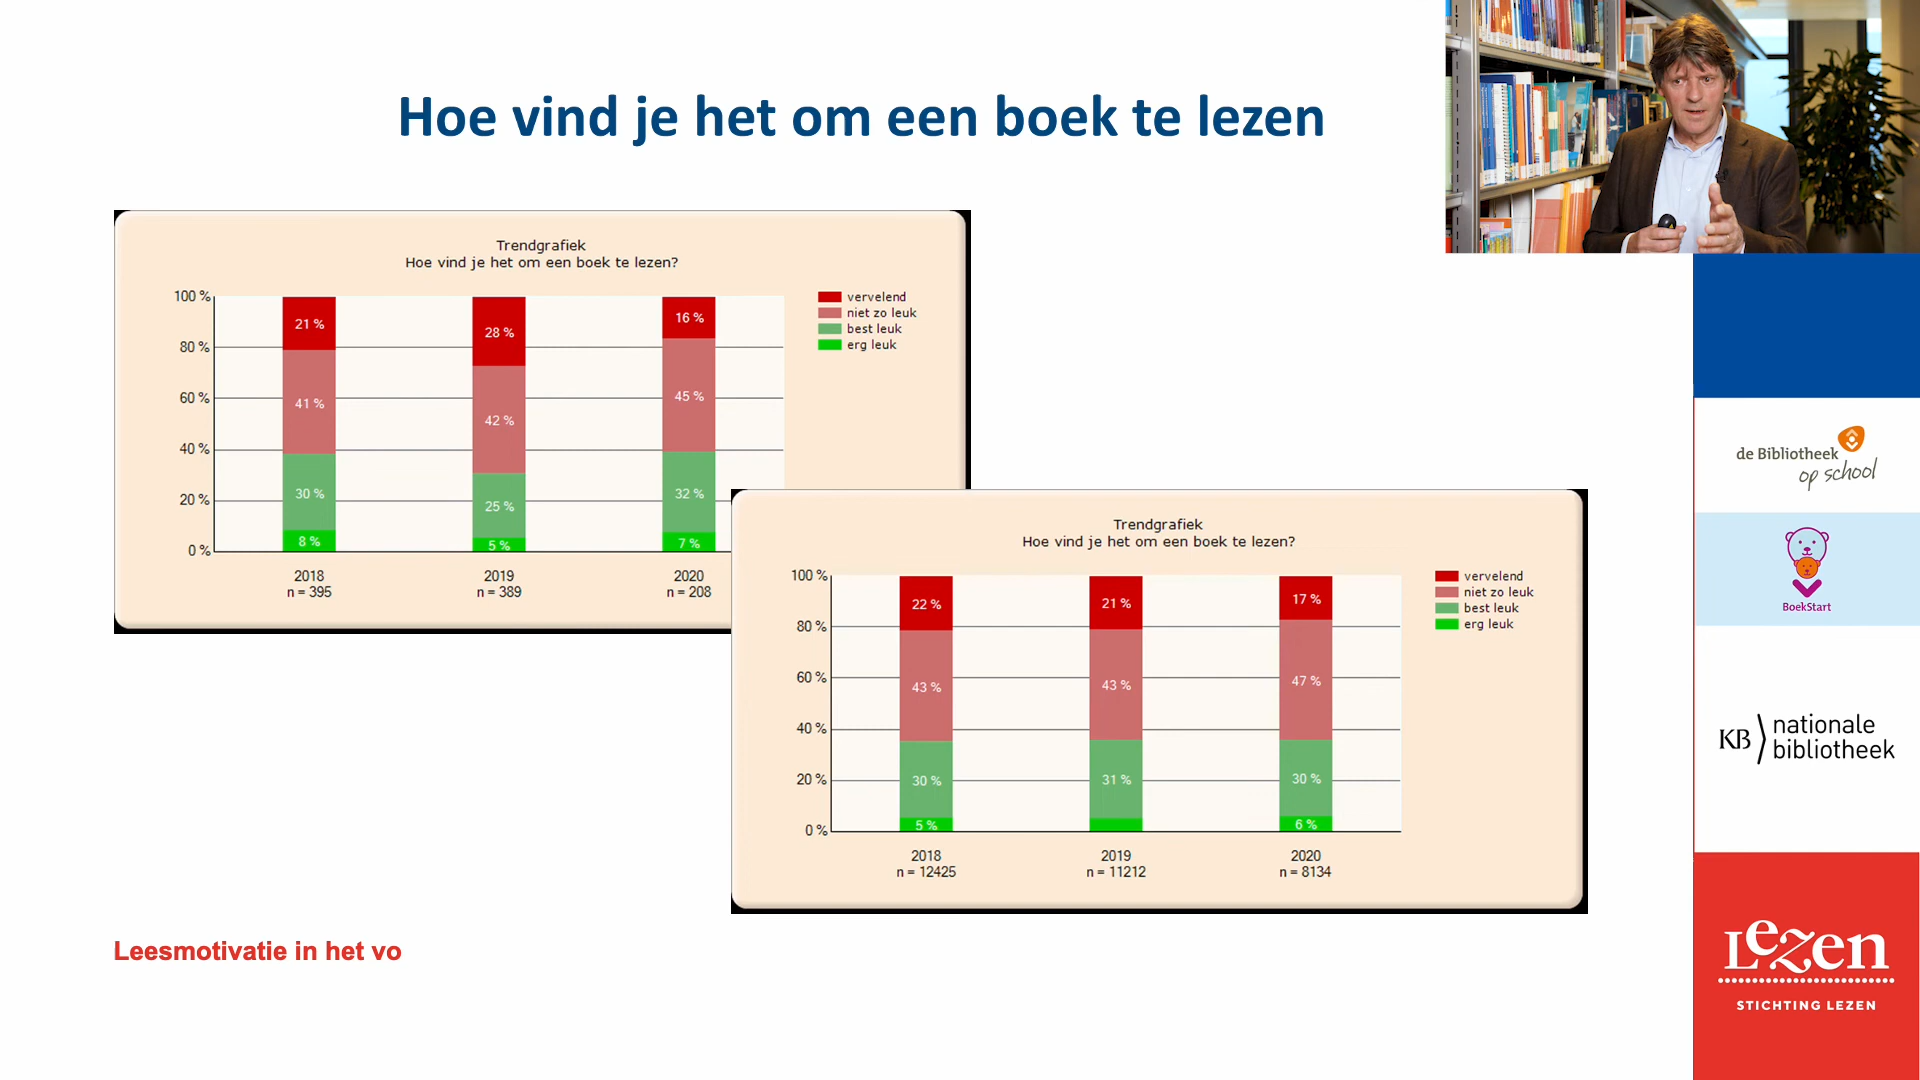 Hoe vind je het om een boek te lezen
Trendgrafiek
Hoe vind je het om een boek te lezen?
100 %
80 %
60 %
40 %
20 %
0 %
21 %
41 %
30 %
8 %
28 %
42 %
25 %
5 %
16 %
45 %
32 %
7 %
2018
n = 395
2019
n = 389
2020
n = 208
vervelend
niet zo leuk
best leuk
erg leuk
Trendgrafiek
Hoe vind je het om een boek te lezen?
100 %
80 %
60 %
40 %
20 %
0 %
22 %
43 %
30 %
5 %
21 %
43 %
31 %
17 %
47 %
30 %
6 %
2018
n = 12425
2019
n = 11212
2020
n = 8134
vervelend
niet zo leuk
best leuk
erg leuk
Leesmotivatie in het vo
de Bibliotheek
op school
BoekStart
KB nationale
bibliotheek
Lezen
STICHTING LEZEN